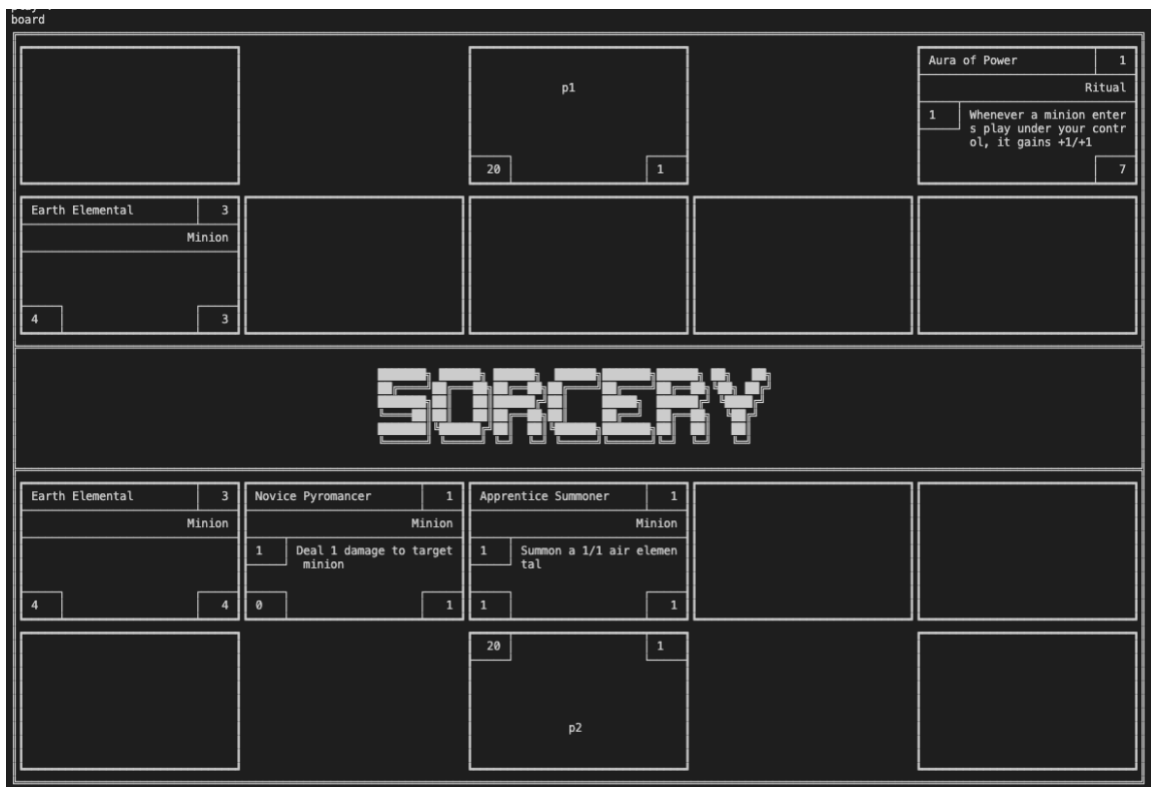 board
Aura of Power 1
p1
Ritual
1 Whenever a minion enter
s play under your contr
ol, it gains +1/+1
20 1
7
Earth Elemental 3
Minion
4 3
SORCERY
Earth Elemental 3
Minion
4 4
Novice Pyromancer 1
Minion
1 Deal 1 damage to target
minion
0 1
Apprentice Summoner 1
Minion
1 Summon a 1/1 air elemen
tal
1 1
20 1
p2